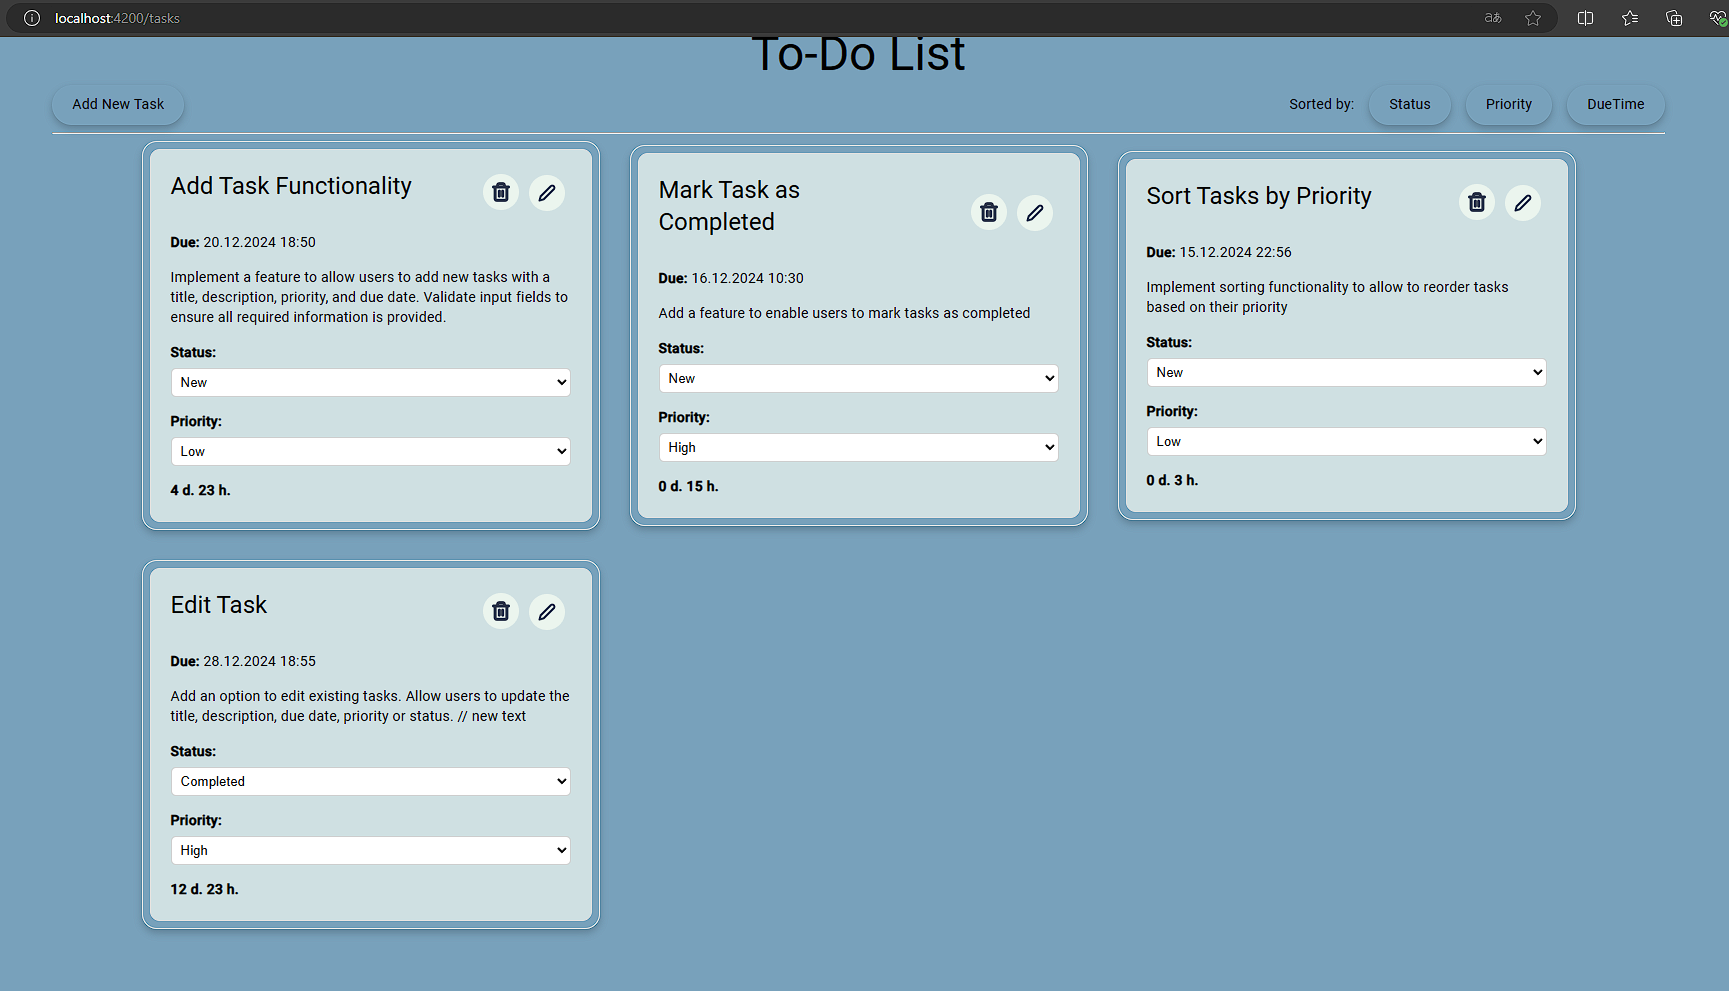 localhost:4200/tasks
To-Do List
Add New Task
Sorted by:
Status
Priority
DueTime
Add Task Functionality
Due: 20.12.2024 18:50
Implement a feature to allow users to add new tasks with a
title, description, priority, and due date. Validate input fields to
ensure all required information is provided.
Status:
New
Priority:
Low
4 d. 23 h.
Mark Task as
Completed
Due: 16.12.2024 10:30
Add a feature to enable users to mark tasks as completed
Status:
New
Priority:
High
0 d. 15 h.
Sort Tasks by Priority
Due: 15.12.2024 22:56
Implement sorting functionality to allow to reorder tasks
based on their priority
Status:
New
Priority:
Low
0 d. 3 h.
Edit Task
Due: 28.12.2024 18:55
Add an option to edit existing tasks. Allow users to update the
title, description, due date, priority or status. // new text
Status:
Completed
Priority:
High
12 d. 23 h.